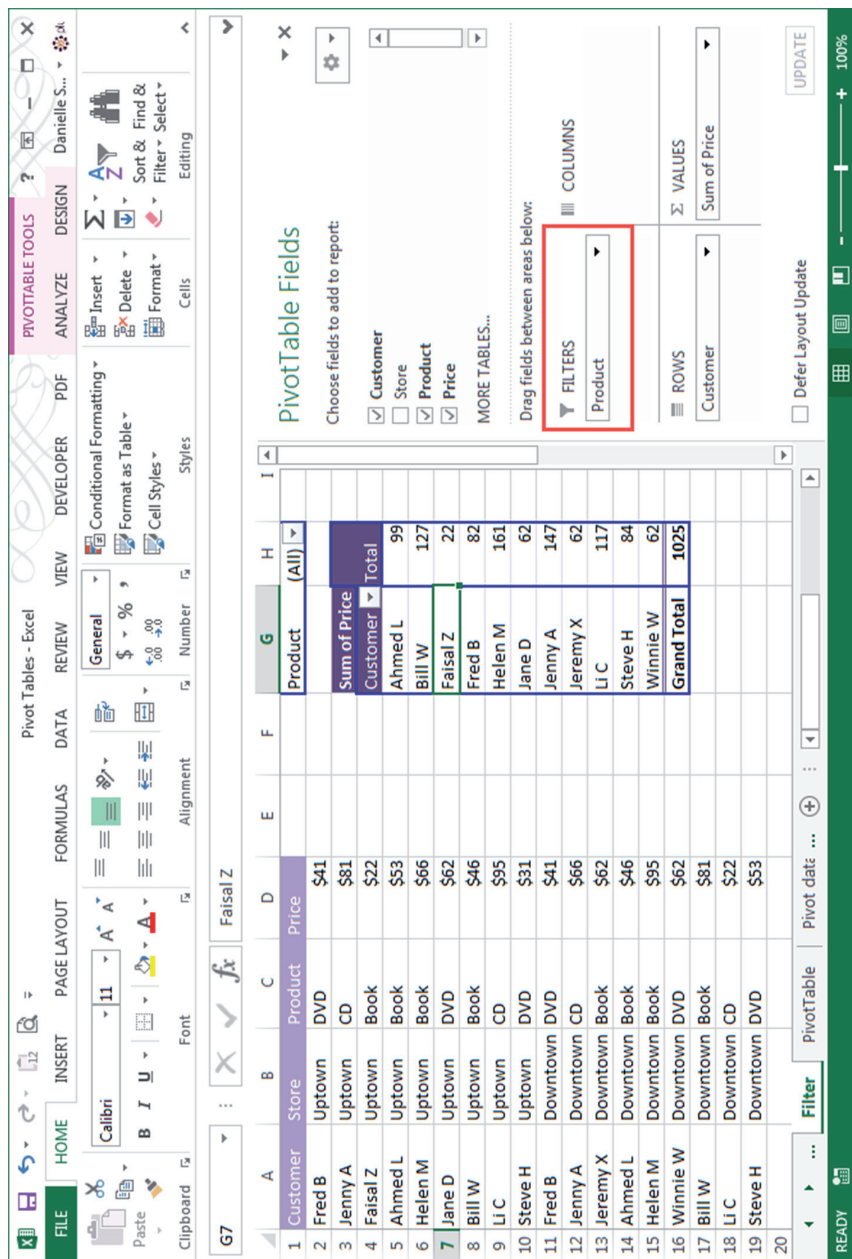 Pivot Tables - Excel
PIVOTTABLE TOOLS
?
FILE HOME INSERT PAGE LAYOUT FORMULAS DATA REVIEW VIEW DEVELOPER PDF ANALYZE DESIGN Danielle S...
Calibri 11 General Conditional Formatting Insert
Paste B I U A A A $ % , Format as Table Delete Sort & Find &
Cell Styles Format Filter Select
Clipboard Font Alignment Number Styles Cells Editing
G7 fx Faisal Z
A B C D E F G H I
1 Customer Store Product Price Product (All)
2 Fred B Uptown DVD $41
3 Jenny A Uptown CD $81 Sum of Price
4 Faisal Z Uptown Book $22 Customer Total
5 Ahmed L Uptown Book $53 Ahmed L 99
6 Helen M Uptown Book $66 Bill W 127
7 Jane D Uptown DVD $62 Faisal Z 22
8 Bill W Uptown Book $46 Fred B 82
9 Li C Uptown CD $95 Helen M 161
10 Steve H Uptown DVD $31 Jane D 62
11 Fred B Downtown DVD $41 Jenny A 147
12 Jenny A Downtown CD $66 Jeremy X 62
13 Jeremy X Downtown Book $62 Li C 117
14 Ahmed L Downtown Book $46 Steve H 84
15 Helen M Downtown Book $95 Winnie W 62
16 Winnie W Downtown DVD $62 Grand Total 1025
17 Bill W Downtown Book $81
18 Li C Downtown CD $22
19 Steve H Downtown DVD $53
20
... Filter PivotTable Pivot data ...
PivotTable Fields
Choose fields to add to report:
Customer
Store
Product
Price
MORE TABLES...
Drag fields between areas below:
FILTERS COLUMNS
Product
ROWS Σ VALUES
Customer Sum of Price
Defer Layout Update UPDATE
READY - + 100%